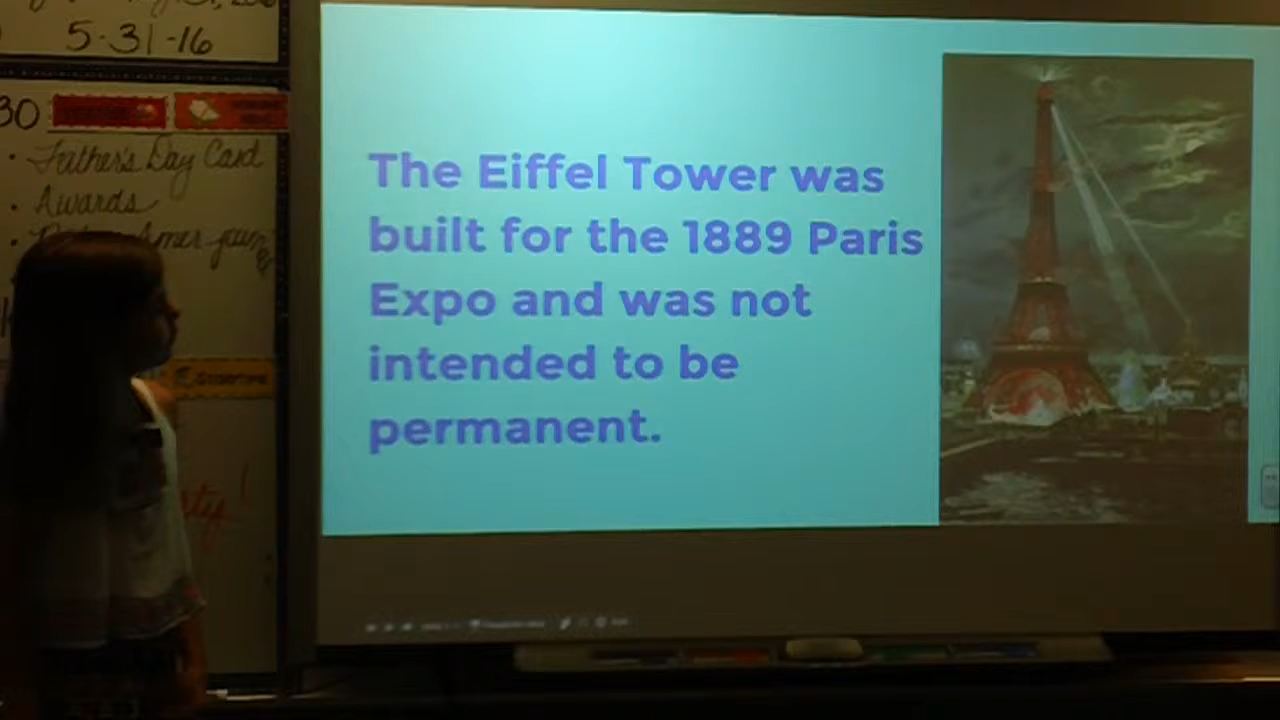 5-31-16
30
• Father's Day Card
• Awards
•
The Eiffel Tower was
built for the 1889 Paris
Expo and was not
intended to be
permanent.